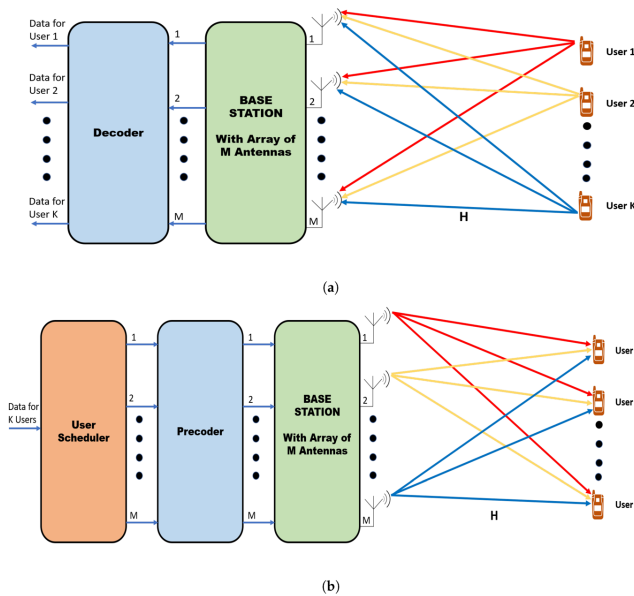 Data for
User 1
Data for
User 2
Data for
User K
Decoder
1
2
M
BASE
STATION
With Array of
M Antennas
1
2
M
H
User 1
User 2
User K
(a)
Data for
K Users
User
Scheduler
1
2
M
Precoder
1
2
M
BASE
STATION
With Array of
M Antennas
1
2
M
H
User
User
User
(b)